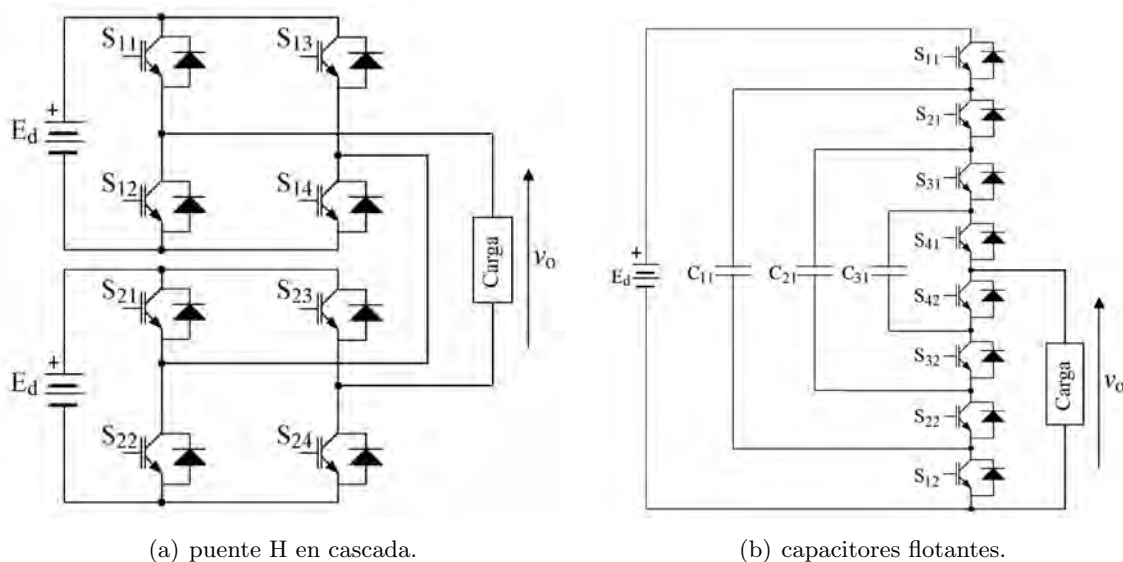 S11
S13
+
Ed
S12
S14
Carga
vo
S21
S23
+
Ed
S22
S24
(a) puente H en cascada.
S11
S21
S31
S41
+
Ed
C11
C21
C31
S42
S32
Carga
vo
S22
S12
(b) capacitores flotantes.